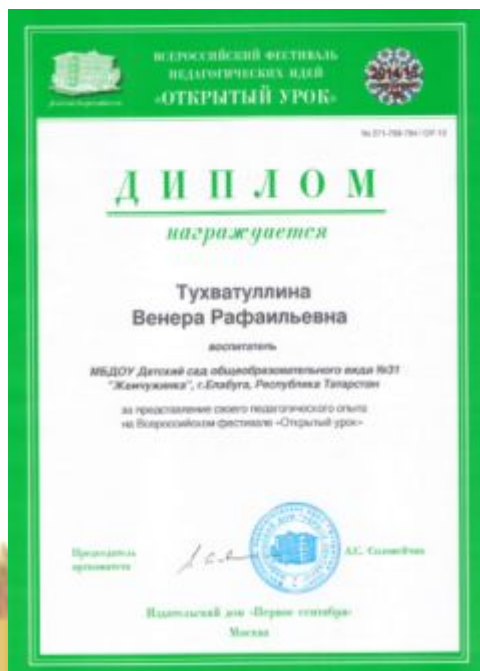 ВСЕРОССИЙСКИЙ ФЕСТИВАЛЬ
ПЕДАГОГИЧЕСКИХ ИДЕЙ
«ОТКРЫТЫЙ УРОК»
2014/15
ДИПЛОМ
награждается
Тухватуллина
Венера Рафаильевна
воспитатель
МБДОУ Детский сад общеобразовательного вида №31
"Жемчужинка", г.Елабуга, Республика Татарстан
за представление своего педагогического опыта
на Всероссийском фестивале «Открытый урок»
Председатель
оргкомитета
А.С. Соловейчик
Издательский дом «Первое сентября»
Москва